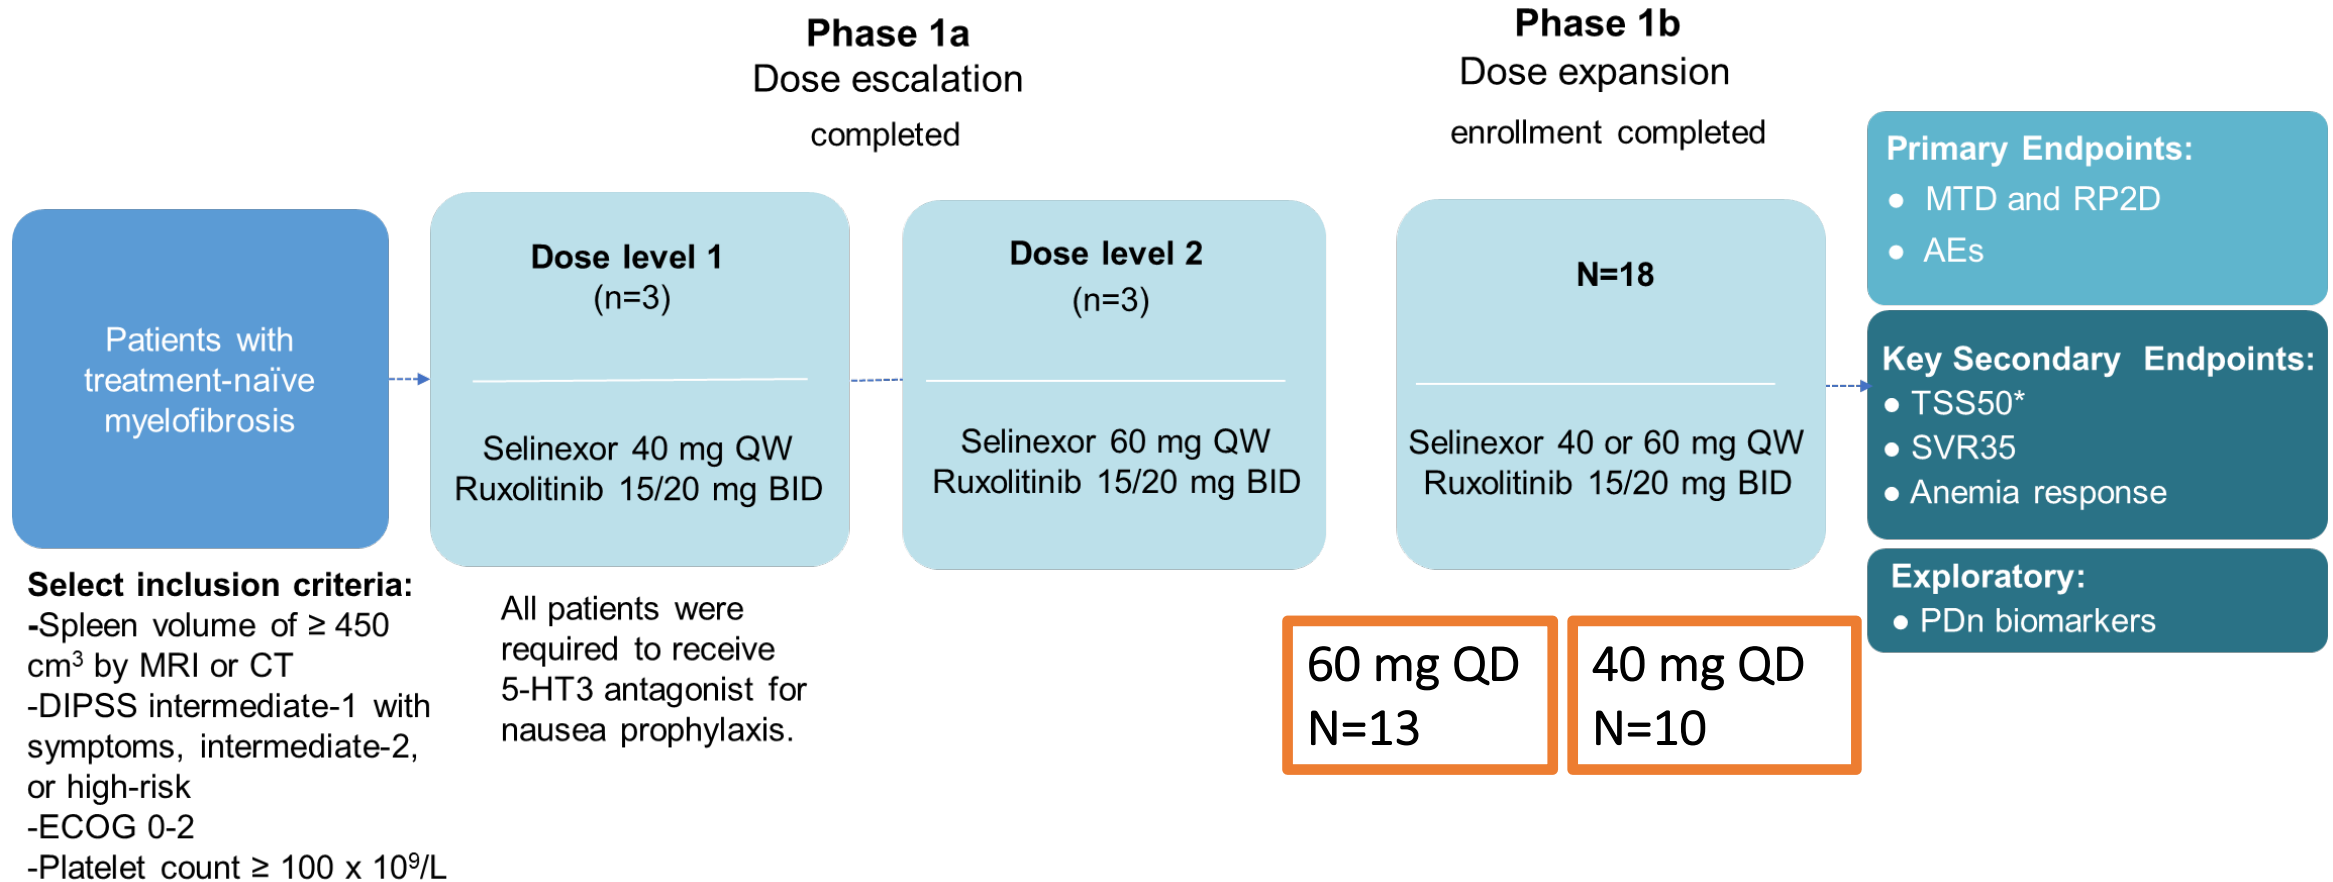 Phase 1a
Dose escalation
completed
Phase 1b
Dose expansion
enrollment completed
Patients with
treatment-naïve
myelofibrosis
Select inclusion criteria:
-Spleen volume of ≥ 450
cm³ by MRI or CT
-DIPSS intermediate-1 with
symptoms, intermediate-2,
or high-risk
-ECOG 0-2
-Platelet count ≥ 100 x 10⁹/L
Dose level 1
(n=3)
Selinexor 40 mg QW
Ruxolitinib 15/20 mg BID
All patients were
required to receive
5-HT3 antagonist for
nausea prophylaxis.
Dose level 2
(n=3)
Selinexor 60 mg QW
Ruxolitinib 15/20 mg BID
N=18
Selinexor 40 or 60 mg QW
Ruxolitinib 15/20 mg BID
60 mg QD
N=13
40 mg QD
N=10
Primary Endpoints:
● MTD and RP2D
● AEs
Key Secondary Endpoints:
● TSS50*
● SVR35
● Anemia response
Exploratory:
● PDn biomarkers